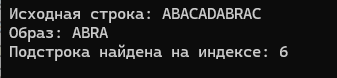 Исходная строка: ABACADABRAC
Образ: ABRA
Подстрока найдена на индексе: 6